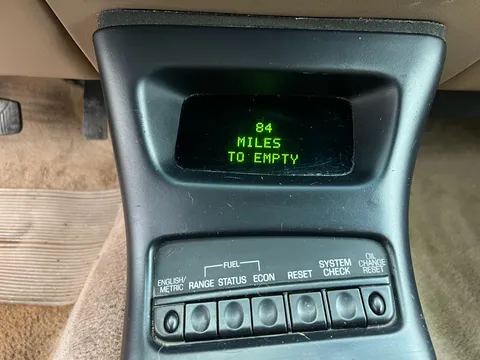 84
MILES
TO EMPTY
ENGLISH/
METRIC
FUEL
RANGE STATUS ECON
RESET
SYSTEM
CHECK
OIL
CHANGE
RESET